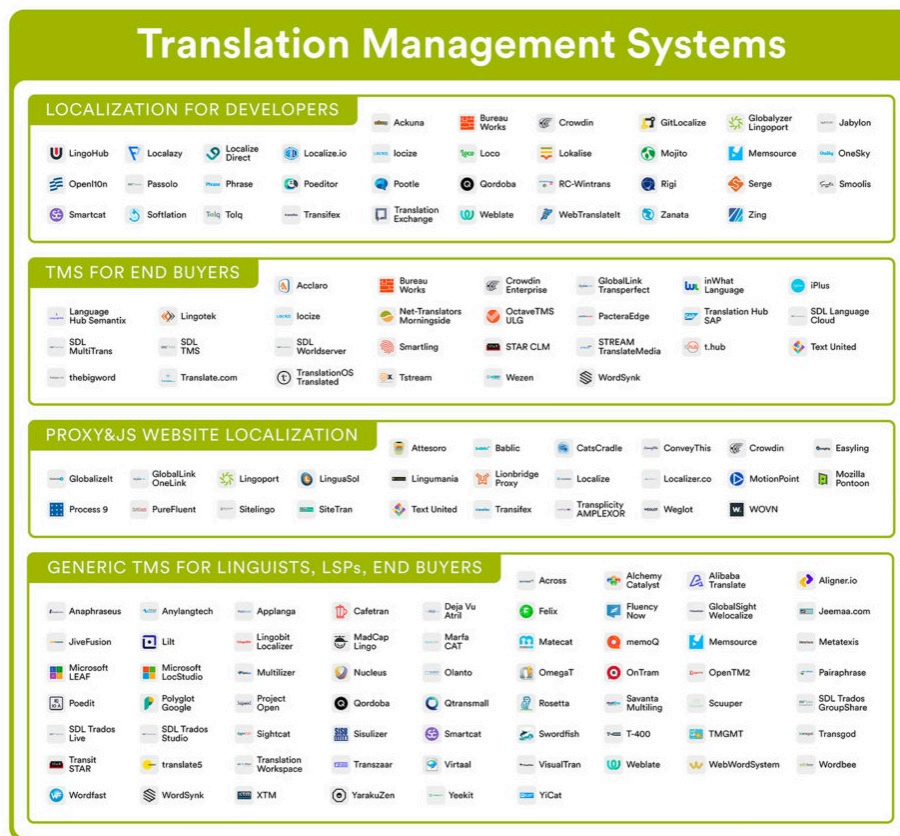 Translation Management Systems
LOCALIZATION FOR DEVELOPERS
Ackuna
Bureau
Works
Crowdin
GitLocalize
Globalyzer
Lingoport
Jabylon
LingoHub
Localazy
Localize
Direct
Localize.io
locize
Loco
Lokalise
Mojito
Memsource
OneSky
Openl10n
Passolo
Phrase
Poeditor
Pootle
Qordoba
RC-Wintrans
Rigi
Serge
Smoolis
Smartcat
Softlation
Tolq
Transifex
Translation
Exchange
Weblate
WebTranslateIt
Zanata
Zing
TMS FOR END BUYERS
Acclaro
Bureau
Works
Crowdin
Enterprise
GlobalLink
Transperfect
inWhat
Language
iPlus
Language
Hub Semantix
Lingotek
locize
Net-Translators
Morningside
OctaveTMS
ULG
PacteraEdge
Translation Hub
SAP
SDL Language
Cloud
SDL
MultiTrans
SDL
TMS
SDL
Worldserver
Smartling
STAR CLM
STREAM
TranslateMedia
t.hub
Text United
thebigword
Translate.com
TranslationOS
Translated
Tstream
Wezen
WordSynk
PROXY&JS WEBSITE LOCALIZATION
Attesoro
Bablic
CatsCradle
ConveyThis
Crowdin
Easyling
GlobalizeIt
GlobalLink
OneLink
Lingoport
LinguaSol
Lingumania
Lionbridge
Proxy
Localize
Localizer.co
MotionPoint
Mozilla
Pontoon
Process 9
PureFluent
Sitelingo
SiteTran
Text United
Transifex
Transplicity
AMPLEXOR
Weglot
WOVN
GENERIC TMS FOR LINGUISTS, LSPs, END BUYERS
Across
Alchemy
Catalyst
Alibaba
Translate
Aligner.io
Anaphraseus
Anylangtech
Applanga
Cafetran
Deja Vu
Atril
Felix
Fluency
Now
GlobalSight
Welocalize
Jeemaa.com
JiveFusion
Lilt
Lingobit
Localizer
MadCap
Lingo
Marfa
CAT
Matecat
memoQ
Memsource
Metatexis
Microsoft
LEAF
Microsoft
LocStudio
Multilizer
Nucleus
Olanto
OmegaT
OnTram
OpenTM2
Pairaphrase
Poedit
Polyglot
Google
Project
Open
Qordoba
Qtransmall
Rosetta
Savanta
Multiling
Scuuper
SDL Trados
GroupShare
SDL Trados
Live
SDL Trados
Studio
Sightcat
Sisulizer
Smartcat
Swordfish
T-400
TMGMT
Transgod
Transit
STAR
translate5
Translation
Workspace
Transzaar
Virtaal
VisualTran
Weblate
WebWordSystem
Wordbee
Wordfast
WordSynk
XTM
YarakuZen
Yeekit
YiCat